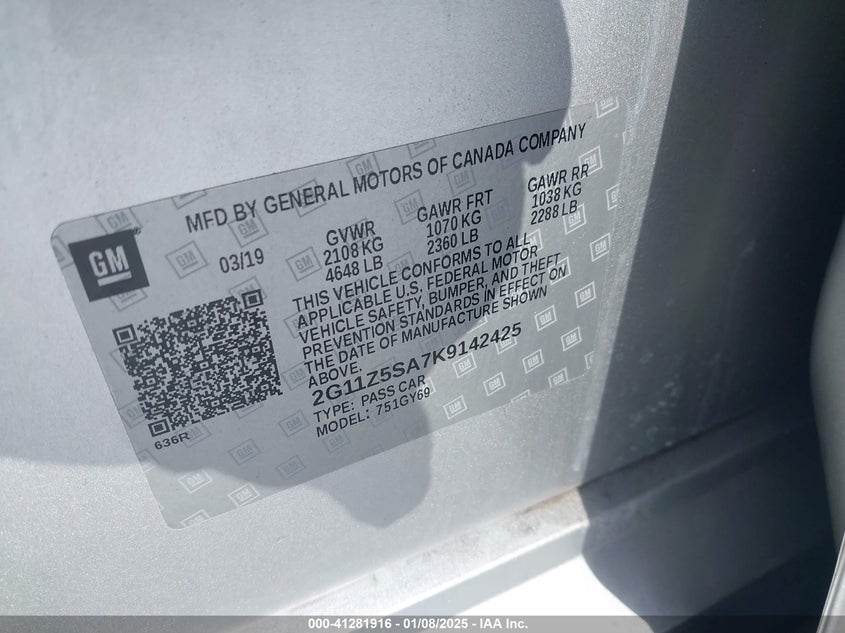 MFD BY GENERAL MOTORS OF CANADA COMPANY
GM
03/19
GVWR
2108 KG
4648 LB
GAWR FRT
1070 KG
2360 LB
GAWR RR
1038 KG
2288 LB
THIS VEHICLE CONFORMS TO ALL
APPLICABLE U.S. FEDERAL MOTOR
VEHICLE SAFETY, BUMPER, AND THEFT
PREVENTION STANDARDS IN EFFECT ON
THE DATE OF MANUFACTURE SHOWN
ABOVE.
2G11Z5SA7K9142425
TYPE: PASS CAR
MODEL: 751GY69
636R
000-41281916 - 01/08/2025 - IAA Inc.